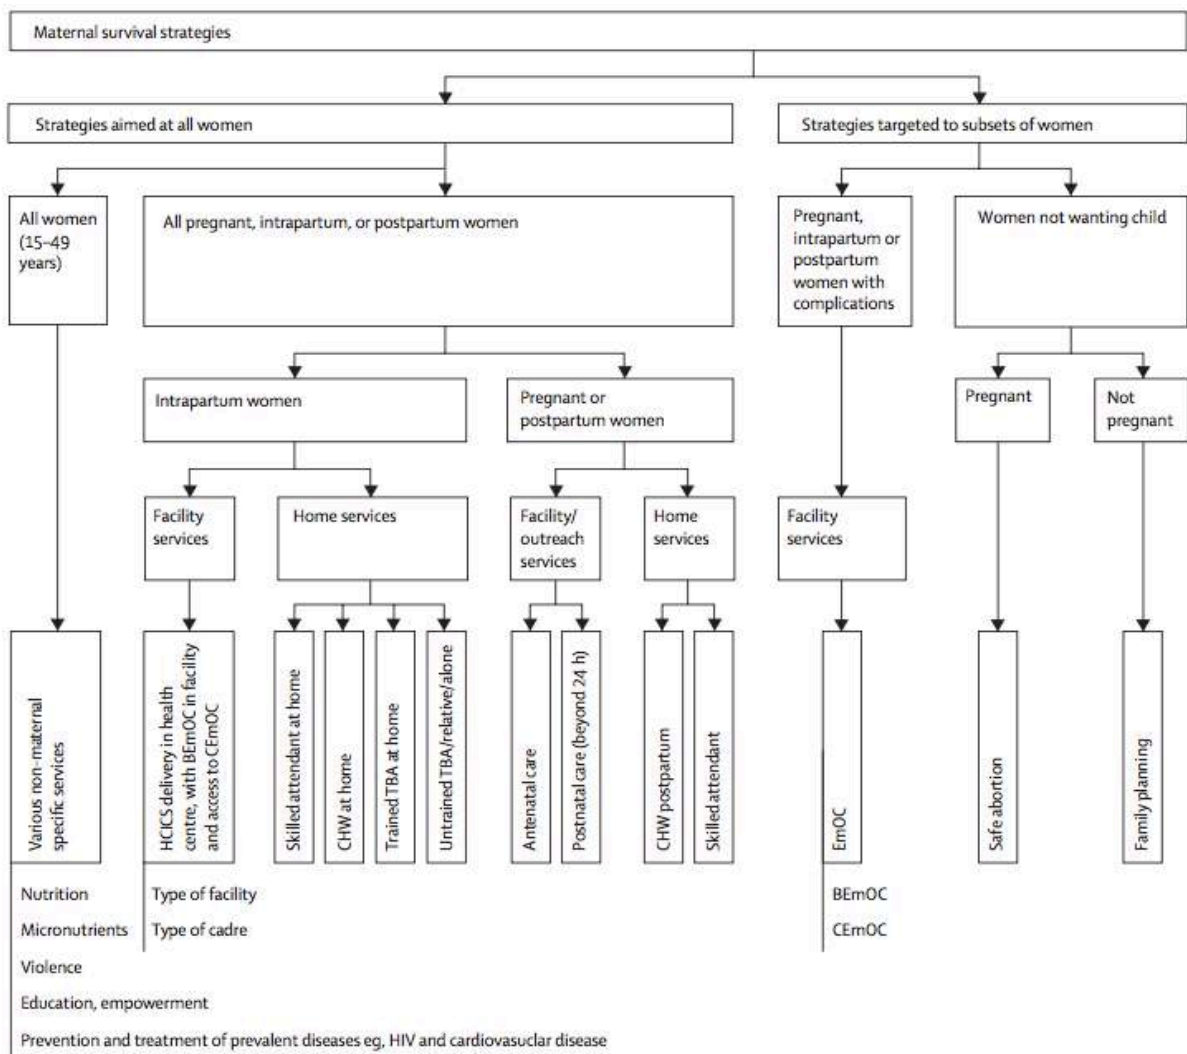 Maternal survival strategies
Strategies aimed at all women
Strategies targeted to subsets of women
All women
(15–49
years)
All pregnant, intrapartum, or postpartum women
Pregnant,
intrapartum or
postpartum
women with
complications
Women not wanting child
Intrapartum women
Pregnant or
postpartum women
Pregnant
Not
pregnant
Facility
services
Home services
Facility/
outreach
services
Home
services
Facility
services
Various non-maternal
specific services
HCICS delivery in health
centre, with BEmOC in facility
and access to CEmOC
Skilled attendant at home
CHW at home
Trained TBA at home
Untrained TBA/relative/alone
Antenatal care
Postnatal care (beyond 24 h)
CHW postpartum
Skilled attendant
EmOC
Safe abortion
Family planning
Nutrition
Micronutrients
Violence
Education, empowerment
Prevention and treatment of prevalent diseases eg, HIV and cardiovasuclar disease
Type of facility
Type of cadre
BEmOC
CEmOC